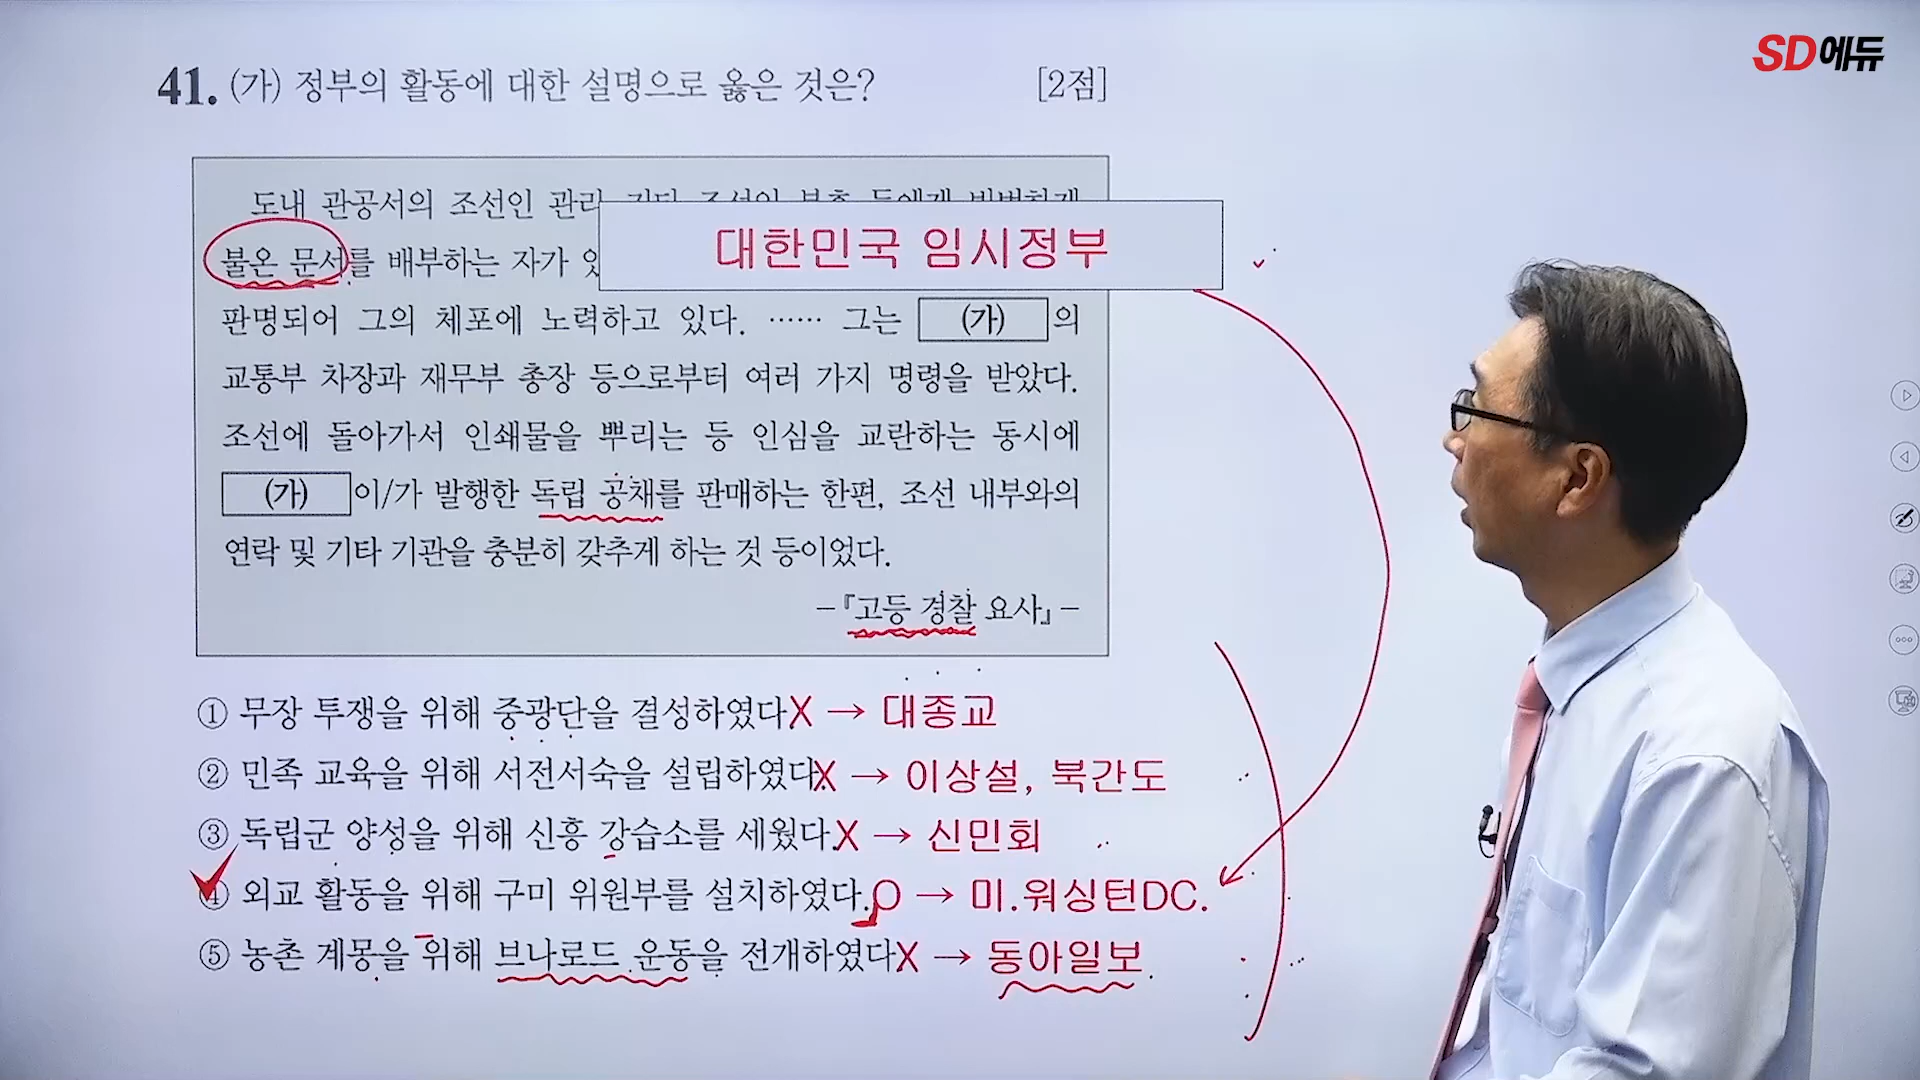 SD에듀
41. (가) 정부의 활동에 대한 설명으로 옳은 것은? [2점]
도내 관공서의 조선인 관리
대한민국 임시정부
불온 문서를 배부하는 자가
판명되어 그의 체포에 노력하고 있다. …… 그는 (가) 의
교통부 차장과 재무부 총장 등으로부터 여러 가지 명령을 받았다.
조선에 돌아가서 인쇄물을 뿌리는 등 인심을 교란하는 동시에
(가) 이/가 발행한 독립 공채를 판매하는 한편, 조선 내부와의
연락 및 기타 기관을 충분히 갖추게 하는 것 등이었다.
-『고등 경찰 요사』-
① 무장 투쟁을 위해 중광단을 결성하였다. X → 대종교
② 민족 교육을 위해 서전서숙을 설립하였다. X → 이상설, 북간도
③ 독립군 양성을 위해 신흥 강습소를 세웠다. X → 신민회
④ 외교 활동을 위해 구미 위원부를 설치하였다. O → 미.워싱턴DC.
⑤ 농촌 계몽을 위해 브나로드 운동을 전개하였다. X → 동아일보